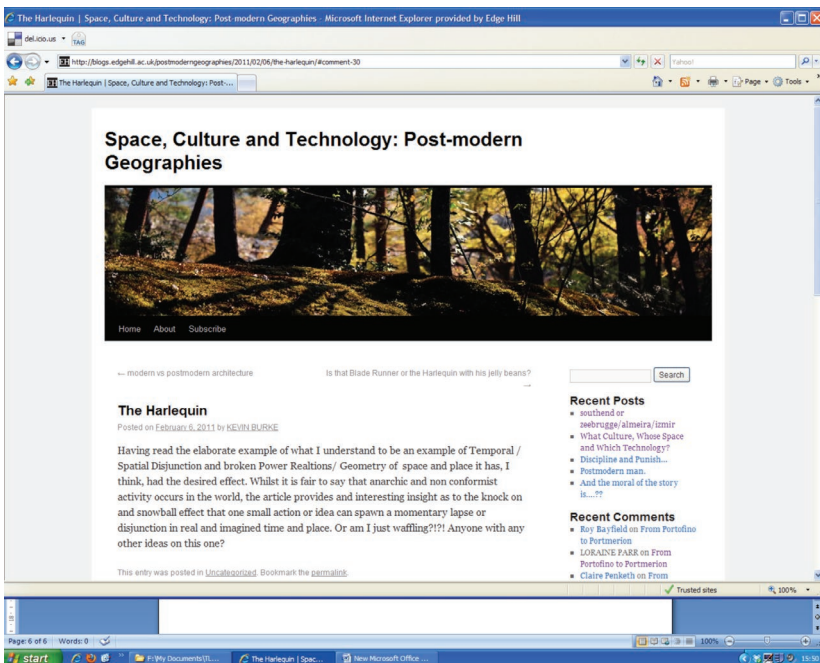 The Harlequin | Space, Culture and Technology: Post-modern Geographies - Microsoft Internet Explorer provided by Edge Hill
del.icio.us
TAG
http://blogs.edgehill.ac.uk/postmoderngeographies/2011/02/06/the-harlequin/#comment-30
Yahoo!
The Harlequin | Space, Culture and Technology: Post-...
Page
Tools
Space, Culture and Technology: Post-modern
Geographies
Home About Subscribe
← modern vs postmodern architecture
Is that Blade Runner or the Harlequin with his jelly beans?
→
The Harlequin
Posted on February 6, 2011 by KEVIN BURKE
Having read the elaborate example of what I understand to be an example of Temporal /
Spatial Disjunction and broken Power Realtions/ Geometry of space and place it has, I
think, had the desired effect. Whilst it is fair to say that anarchic and non conformist
activity occurs in the world, the article provides and interesting insight as to the knock on
and snowball effect that one small action or idea can spawn a momentary lapse or
disjunction in real and imagined time and place. Or am I just waffling?!?! Anyone with any
other ideas on this one?
This entry was posted in Uncategorized. Bookmark the permalink.
Search
Recent Posts
southend or
zeebrugge/almeira/izmir
What Culture, Whose Space
and Which Technology?
Discipline and Punish...
Postmodern man.
And the moral of the story
is....??
Recent Comments
Roy Bayfield on From Portofino
to Portmerion
LORAINE PARR on From
Portofino to Portmerion
Claire Penketh on From
Trusted sites
100%
Page: 6 of 6 Words: 0
100%
start
F:\My Documents\TL...
The Harlequin | Spac...
New Microsoft Office ...
15:50